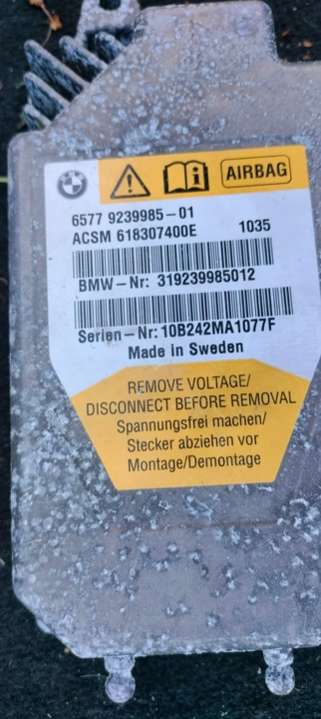 BMW
AIRBAG
6577 9239985-01
ACSM 618307400E 1035
BMW-Nr: 319239985012
Serien-Nr: 10B242MA1077F
Made in Sweden
REMOVE VOLTAGE/
DISCONNECT BEFORE REMOVAL
Spannungsfrei machen/
Stecker abziehen vor
Montage/Demontage